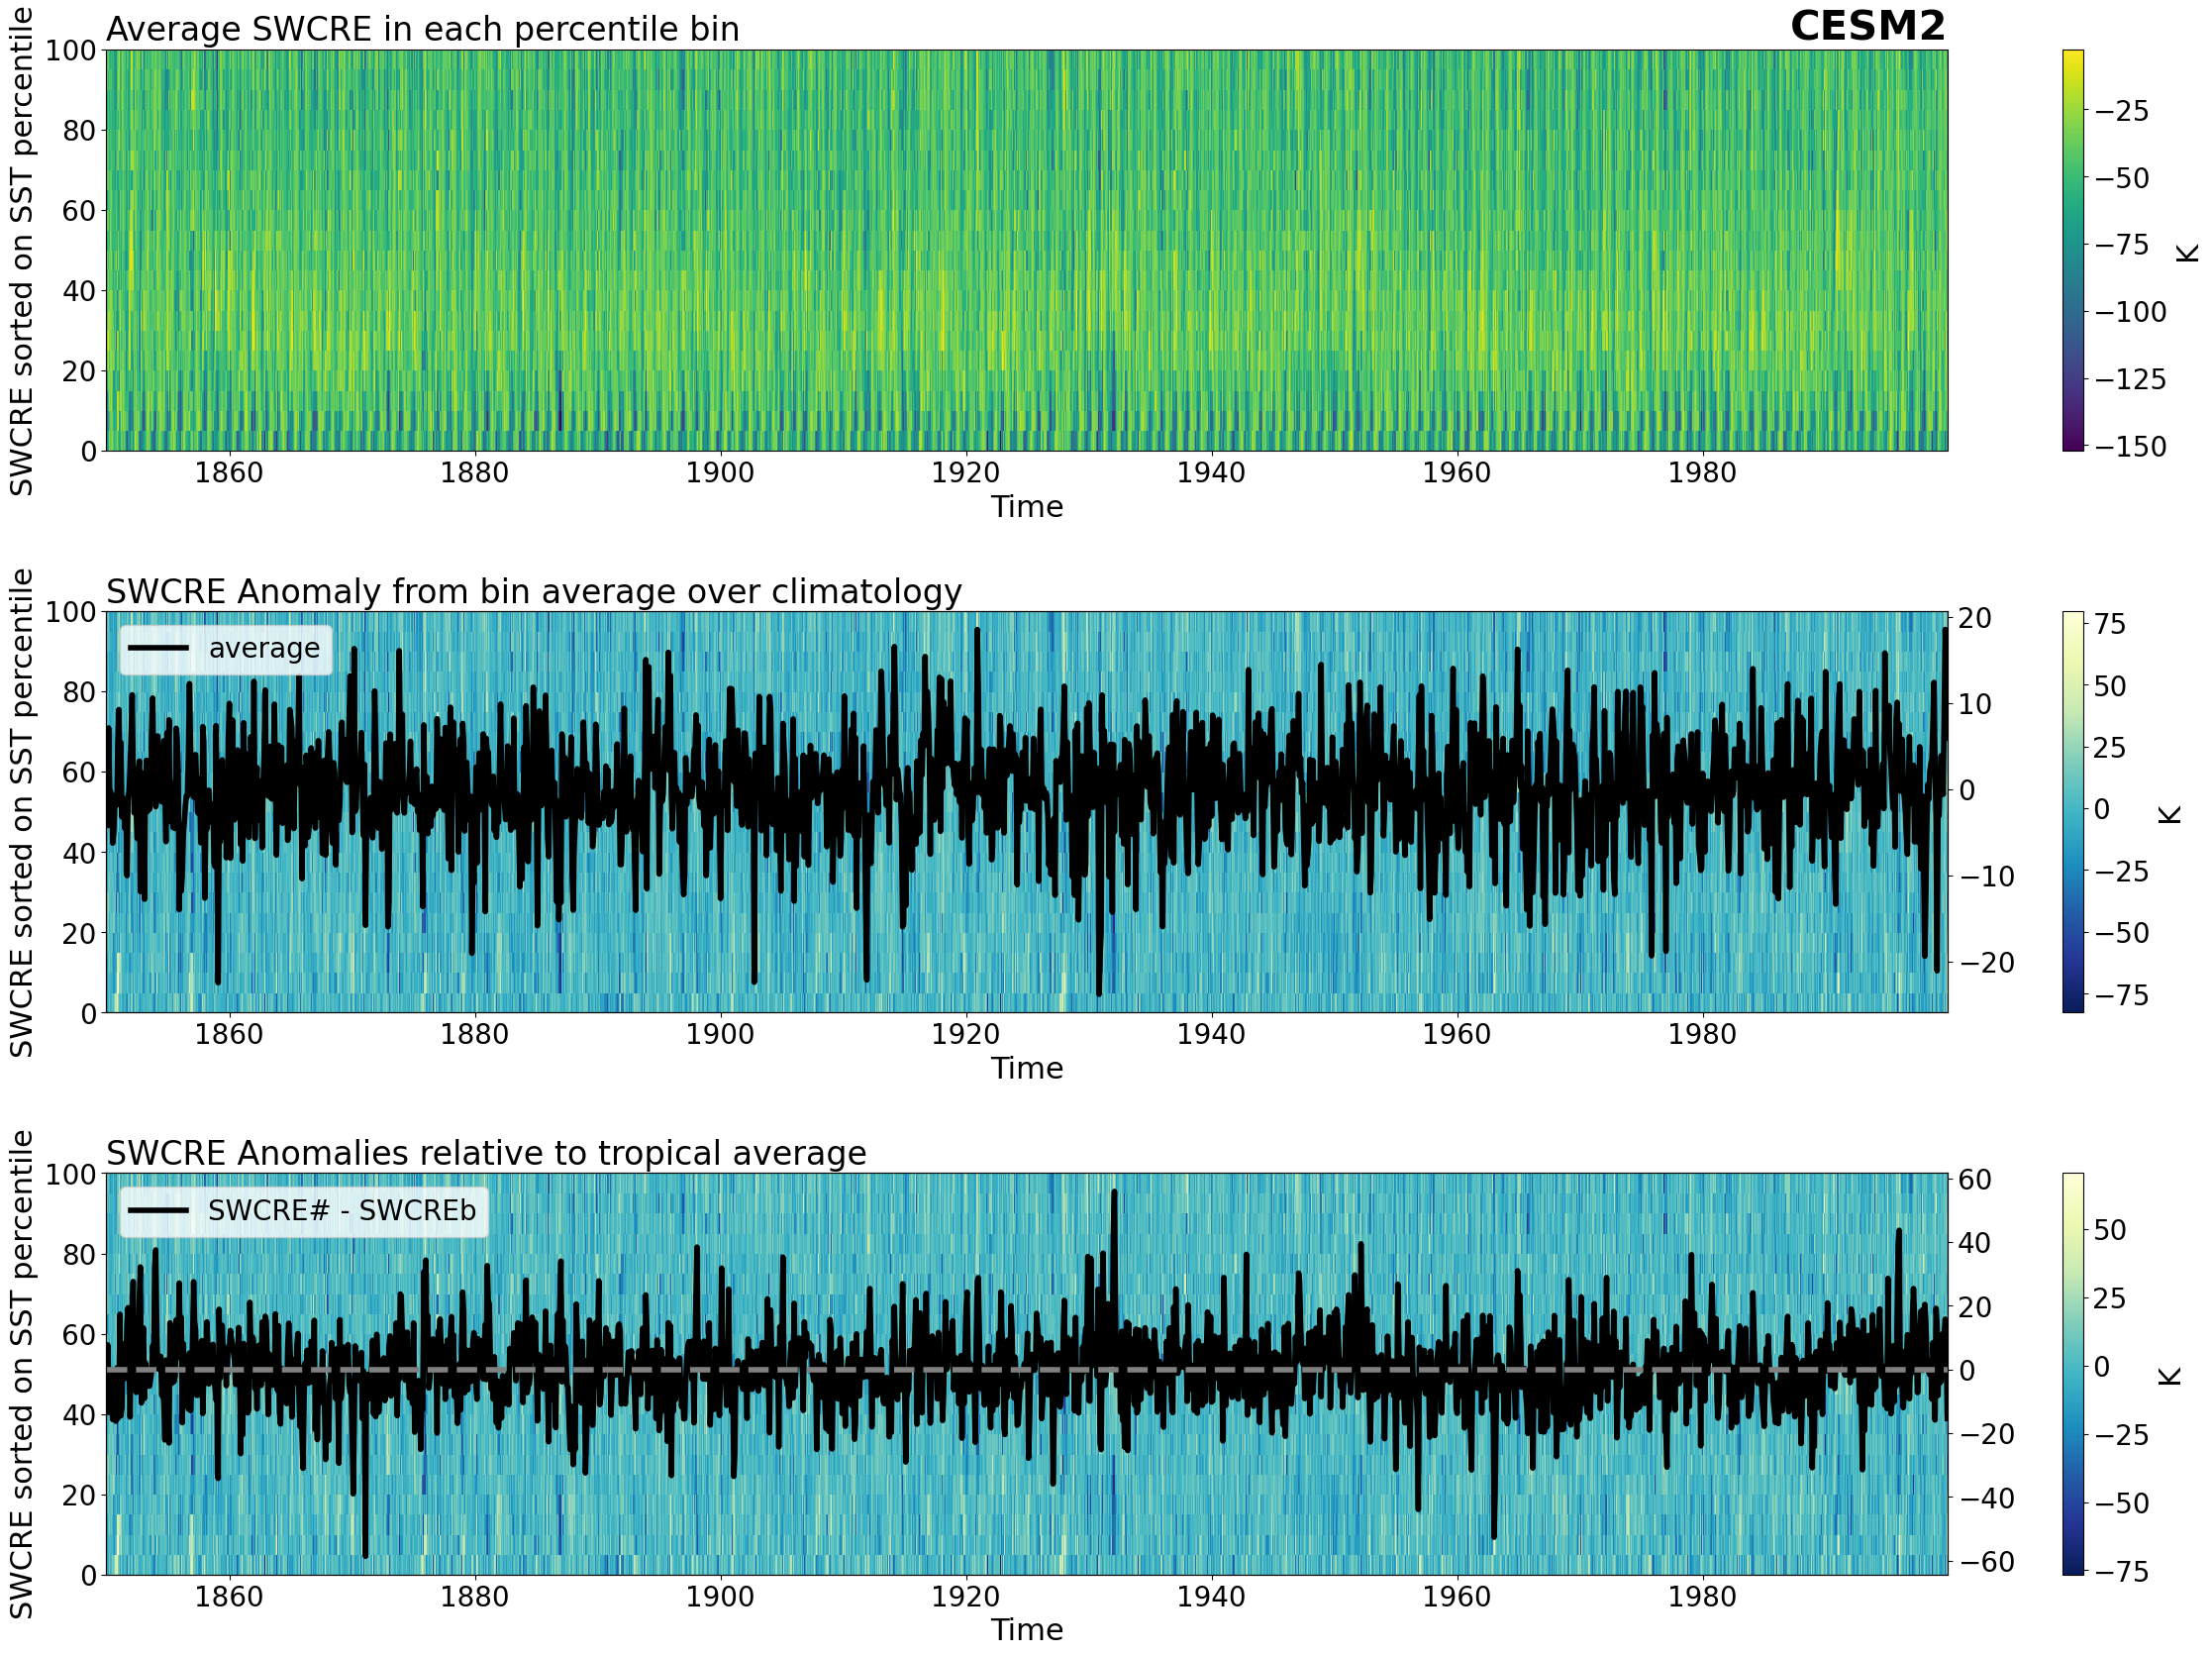 Average SWCRE in each percentile bin
CESM2
SWCRE sorted on SST percentile
100
80
60
40
20
0
1860 1880 1900 1920 1940 1960 1980
Time
−25
−50
−75
−100
−125
−150
K
SWCRE Anomaly from bin average over climatology
SWCRE sorted on SST percentile
100
80
60
40
20
0
average
20
10
0
−10
−20
1860 1880 1900 1920 1940 1960 1980
Time
75
50
25
0
−25
−50
−75
K
SWCRE Anomalies relative to tropical average
SWCRE sorted on SST percentile
100
80
60
40
20
0
SWCRE# - SWCREb
60
40
20
0
−20
−40
−60
1860 1880 1900 1920 1940 1960 1980
Time
50
25
0
−25
−50
−75
K